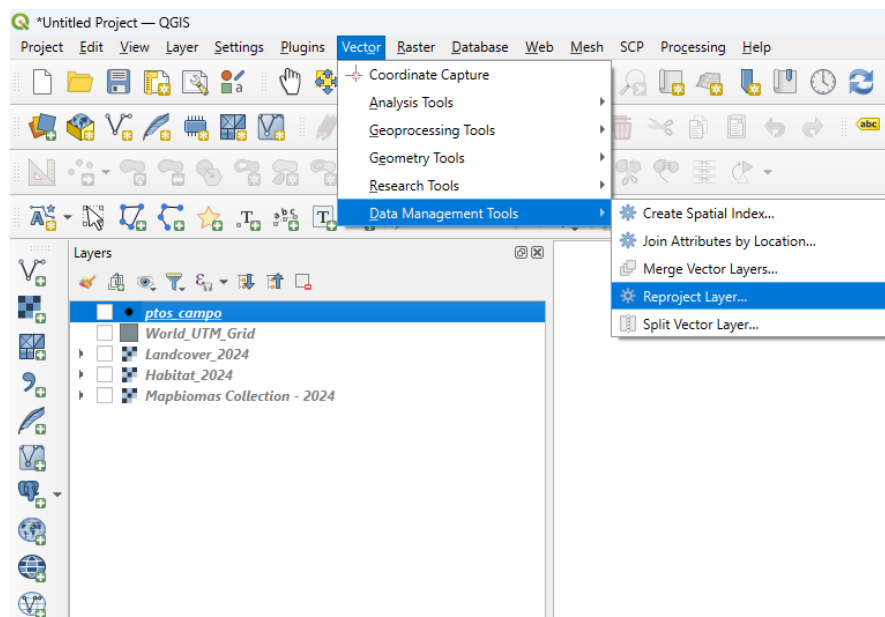 *Untitled Project — QGIS
Project Edit View Layer Settings Plugins Vector Raster Database Web Mesh SCP Processing Help
Coordinate Capture
Analysis Tools
Geoprocessing Tools
Geometry Tools
Research Tools
Data Management Tools
Create Spatial Index...
Join Attributes by Location...
Merge Vector Layers...
Reproject Layer...
Split Vector Layer...
abc
Layers
ptos_campo
World_UTM_Grid
Landcover_2024
Habitat_2024
Mapbiomas Collection - 2024